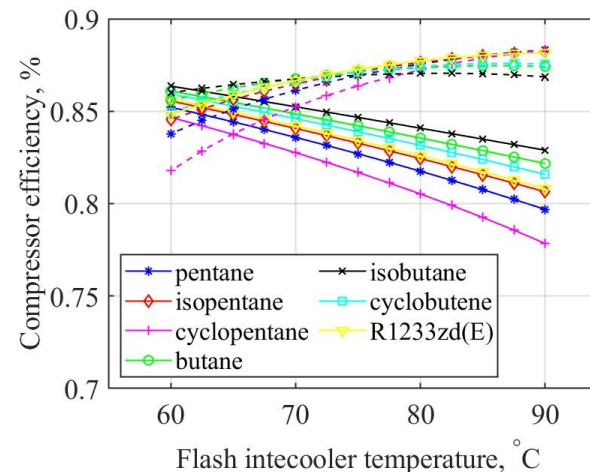 0.9
0.85
0.8
0.75
0.7
Compressor efficiency, %
pentane
isopentane
cyclopentane
butane
isobutane
cyclobutene
R1233zd(E)
60
70
80
90
Flash intecooler temperature, °C